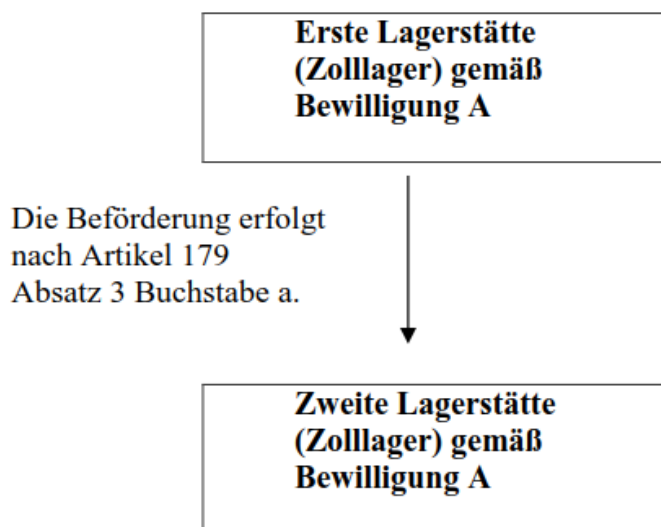 Erste Lagerstätte
(Zolllager) gemäß
Bewilligung A
Die Beförderung erfolgt
nach Artikel 179
Absatz 3 Buchstabe a.
Zweite Lagerstätte
(Zolllager) gemäß
Bewilligung A